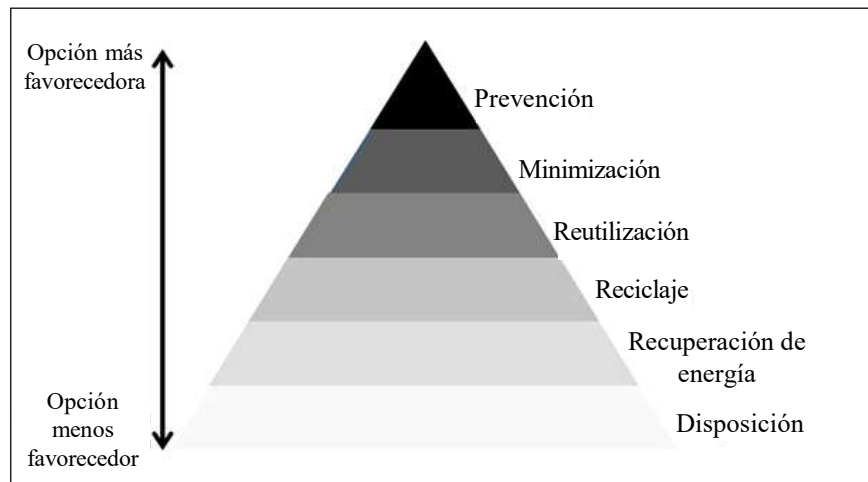 Opción más
favorecedora
Prevención
Minimización
Reutilización
Reciclaje
Recuperación de
energía
Opción
menos
favorecedor
Disposición